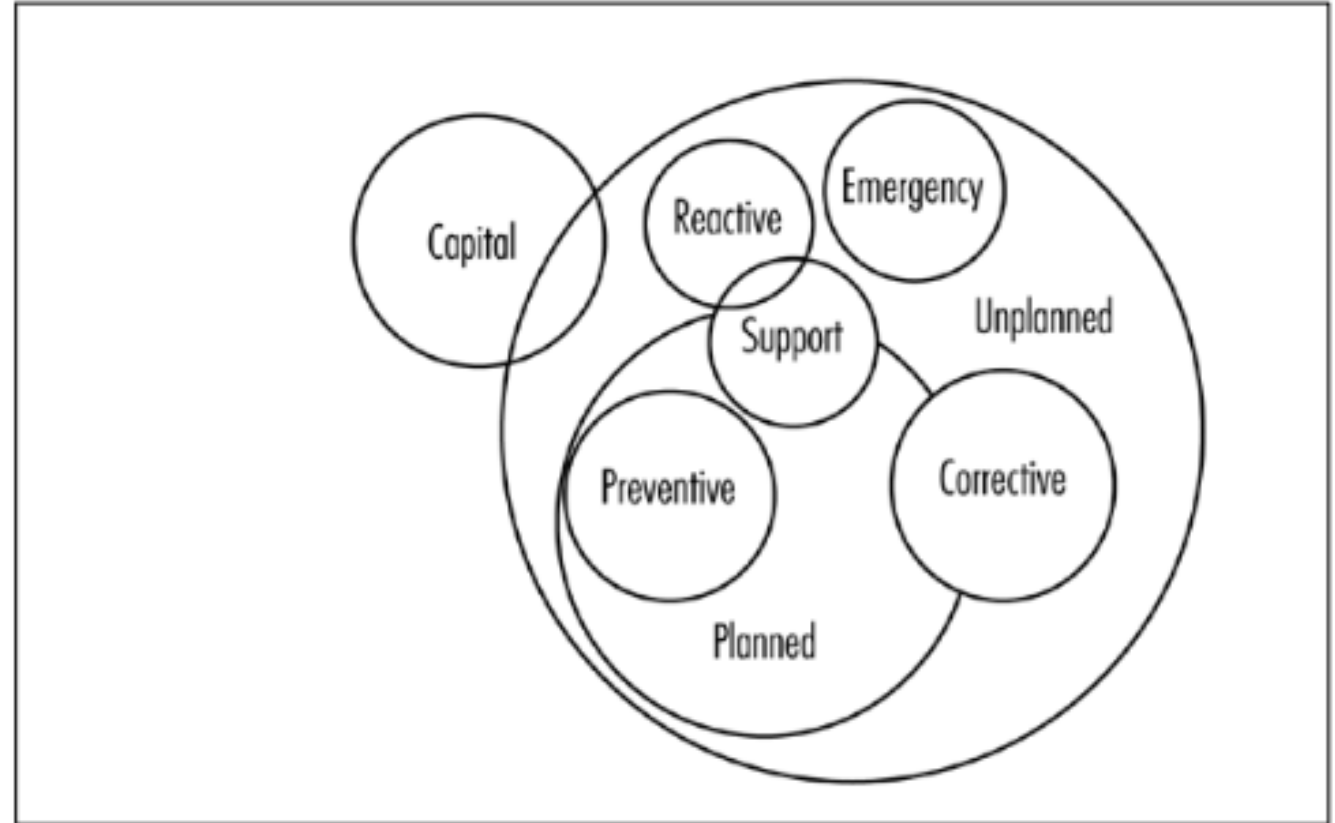 Emergency
Reactive
Capital
Unplanned
Support
Corrective
Preventive
Planned